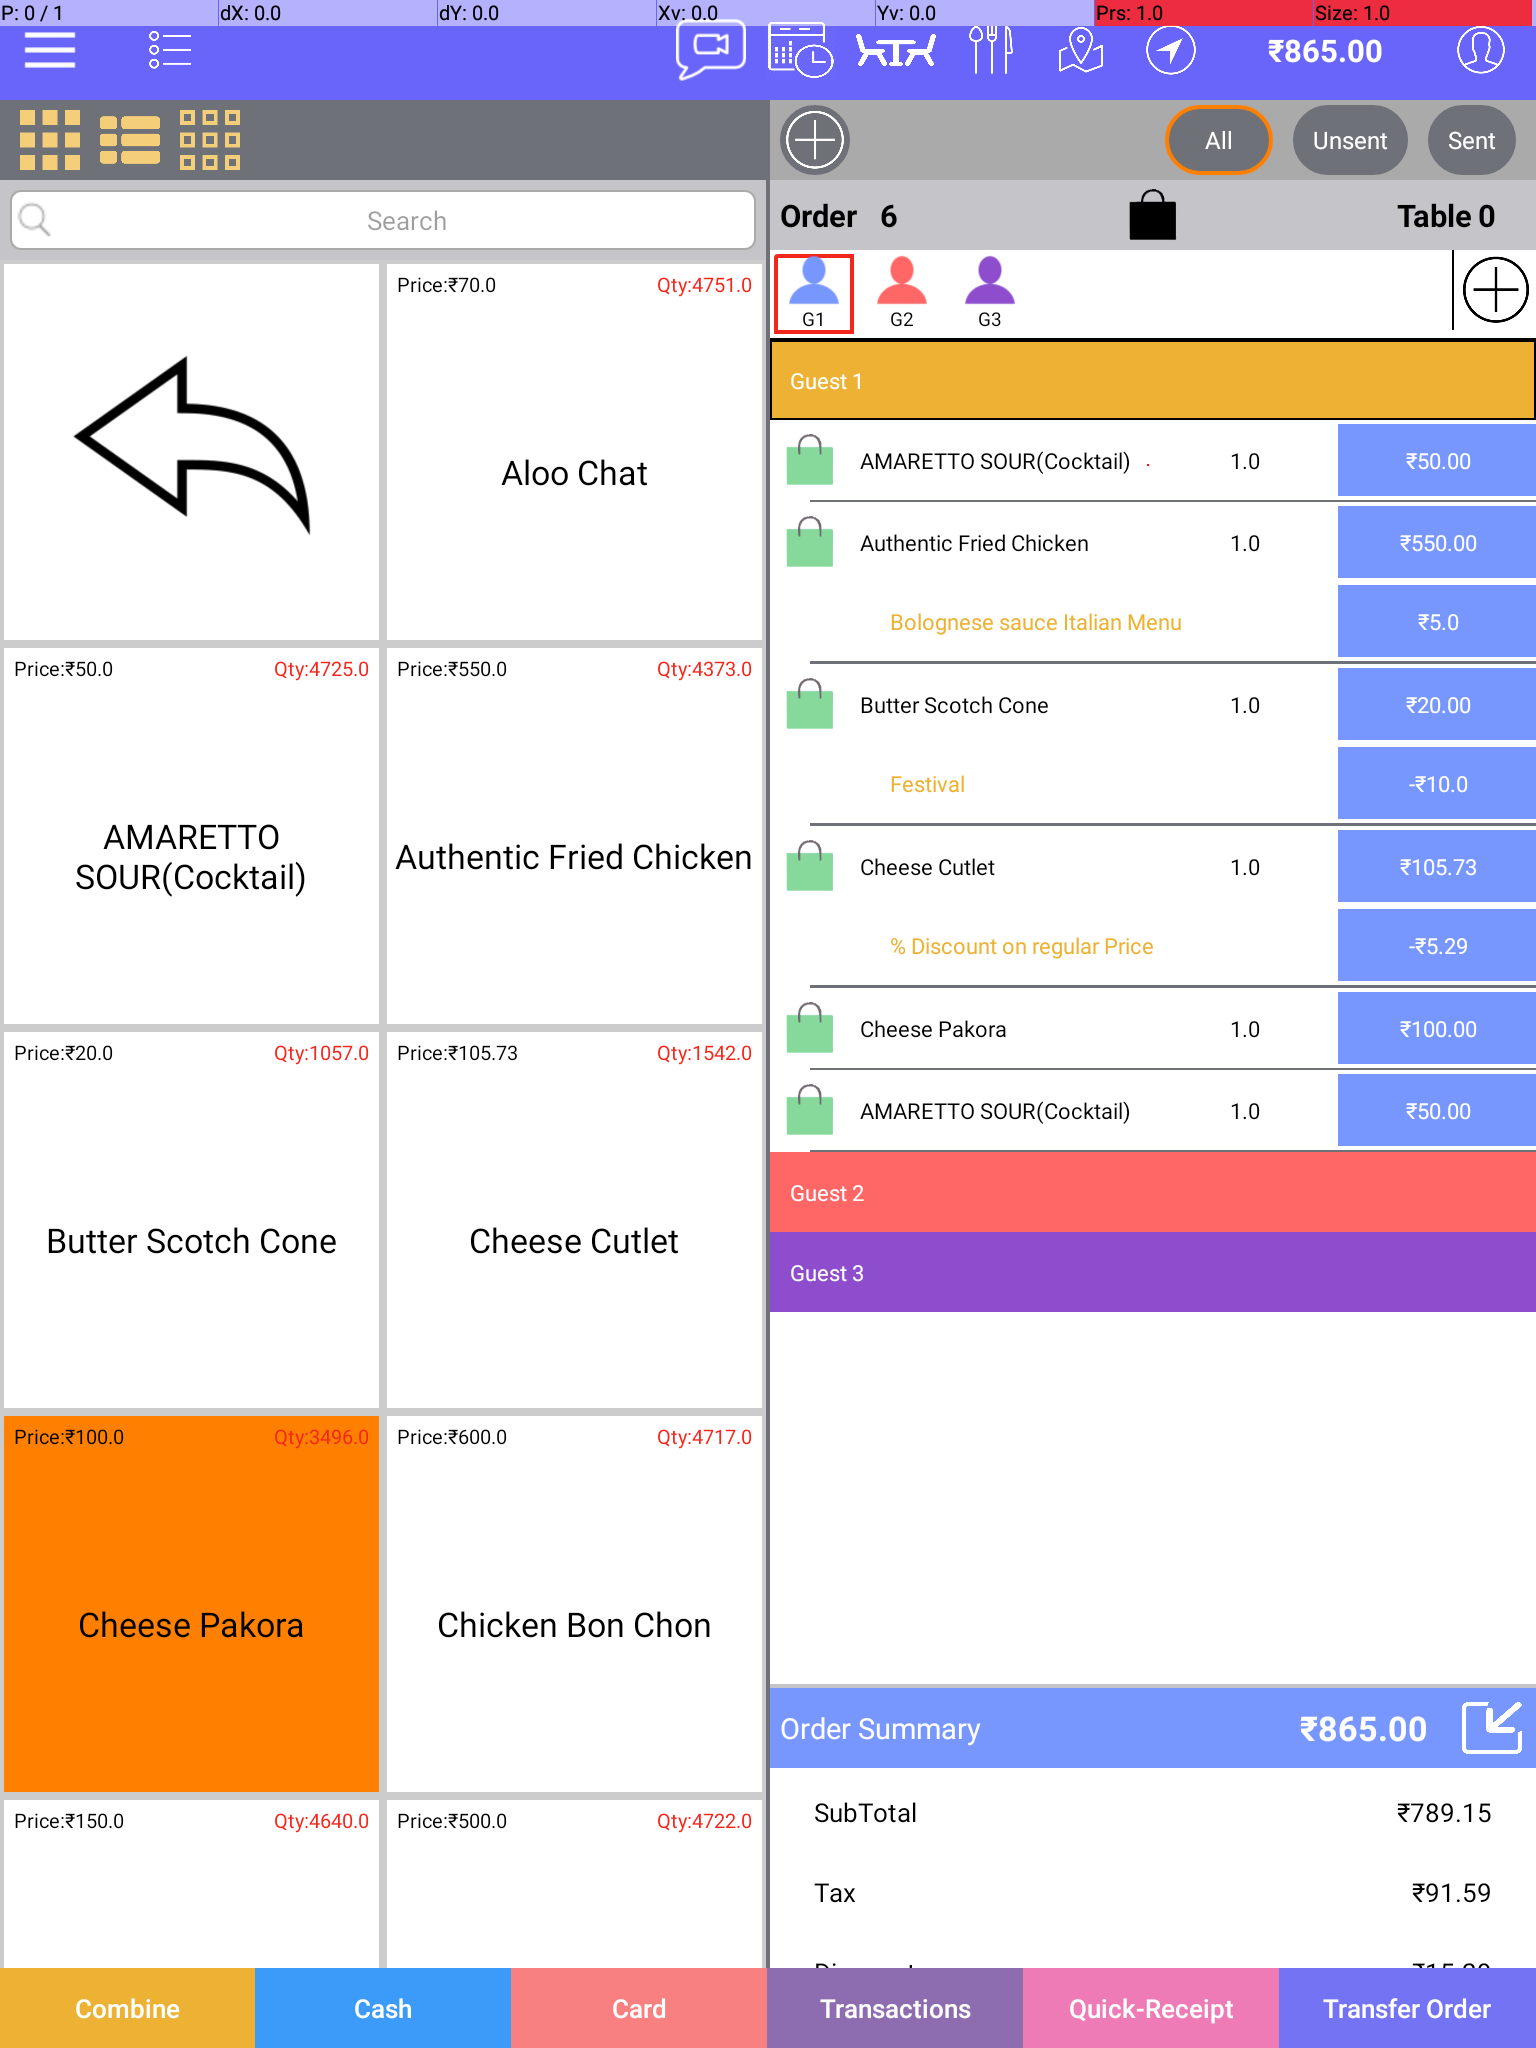 P: 0 / 1 dX: 0.0 dY: 0.0 Xv: 0.0 Yv: 0.0 Prs: 1.0 Size: 1.0
₹865.00
All Unsent Sent
Search
Order 6 Table 0
G1 G2 G3
Price:₹70.0 Qty:4751.0
Aloo Chat
Price:₹50.0 Qty:4725.0
AMARETTO
SOUR(Cocktail)
Price:₹550.0 Qty:4373.0
Authentic Fried Chicken
Price:₹20.0 Qty:1057.0
Butter Scotch Cone
Price:₹105.73 Qty:1542.0
Cheese Cutlet
Price:₹100.0 Qty:3496.0
Cheese Pakora
Price:₹600.0 Qty:4717.0
Chicken Bon Chon
Price:₹150.0 Qty:4640.0
Price:₹500.0 Qty:4722.0
Guest 1
AMARETTO SOUR(Cocktail) 1.0 ₹50.00
Authentic Fried Chicken 1.0 ₹550.00
Bolognese sauce Italian Menu ₹5.0
Butter Scotch Cone 1.0 ₹20.00
Festival -₹10.0
Cheese Cutlet 1.0 ₹105.73
% Discount on regular Price -₹5.29
Cheese Pakora 1.0 ₹100.00
AMARETTO SOUR(Cocktail) 1.0 ₹50.00
Guest 2
Guest 3
Order Summary ₹865.00
SubTotal ₹789.15
Tax ₹91.59
Combine Cash Card Transactions Quick-Receipt Transfer Order